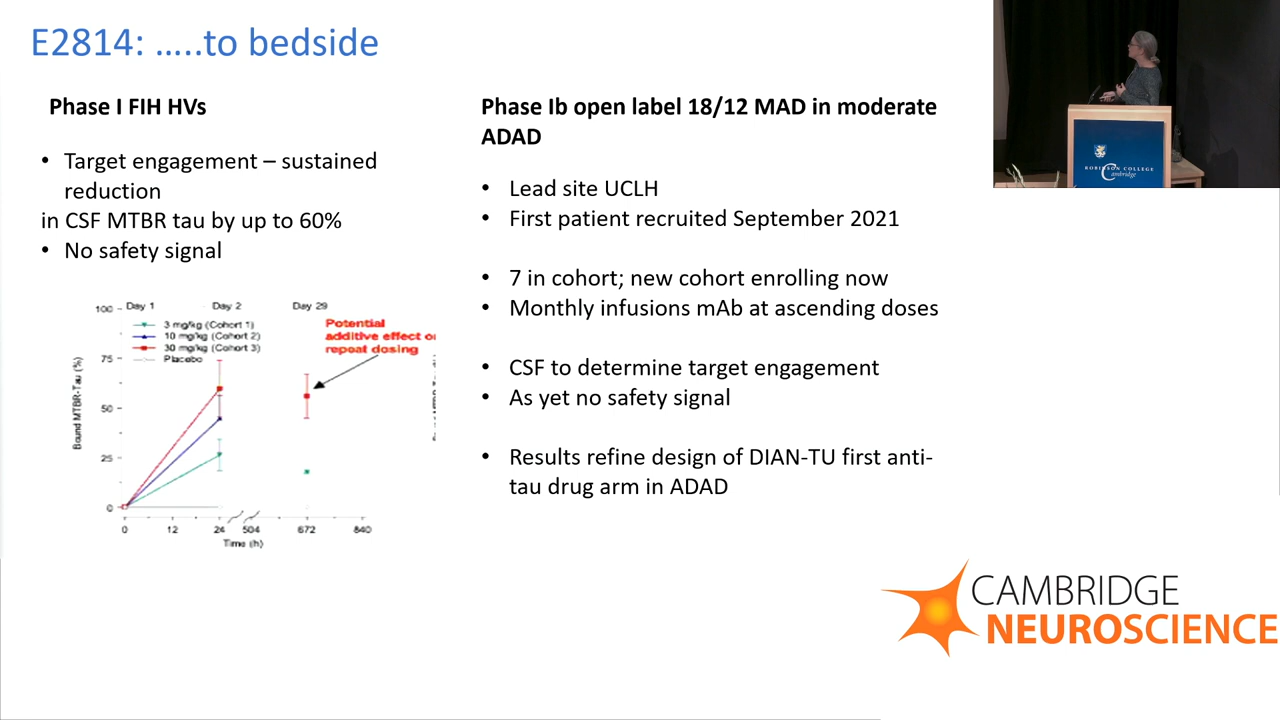 E2814: …..to bedside
Phase I FIH HVs
• Target engagement – sustained
reduction
in CSF MTBR tau by up to 60%
• No safety signal
Day 1 Day 2 Day 29
3 mg/kg (Cohort 1)
10 mg/kg (Cohort 2)
30 mg/kg (Cohort 3)
Placebo
Potential
additive effect o
repeat dosing
Bound MTBR-Tau (%)
100
75
50
25
0
0 12 24 504 672 840
Time (h)
Phase Ib open label 18/12 MAD in moderate
ADAD
• Lead site UCLH
• First patient recruited September 2021
• 7 in cohort; new cohort enrolling now
• Monthly infusions mAb at ascending doses
• CSF to determine target engagement
• As yet no safety signal
• Results refine design of DIAN-TU first anti-
tau drug arm in ADAD
ROBINSON COLLEGE
Cambridge
CAMBRIDGE
NEUROSCIENCE